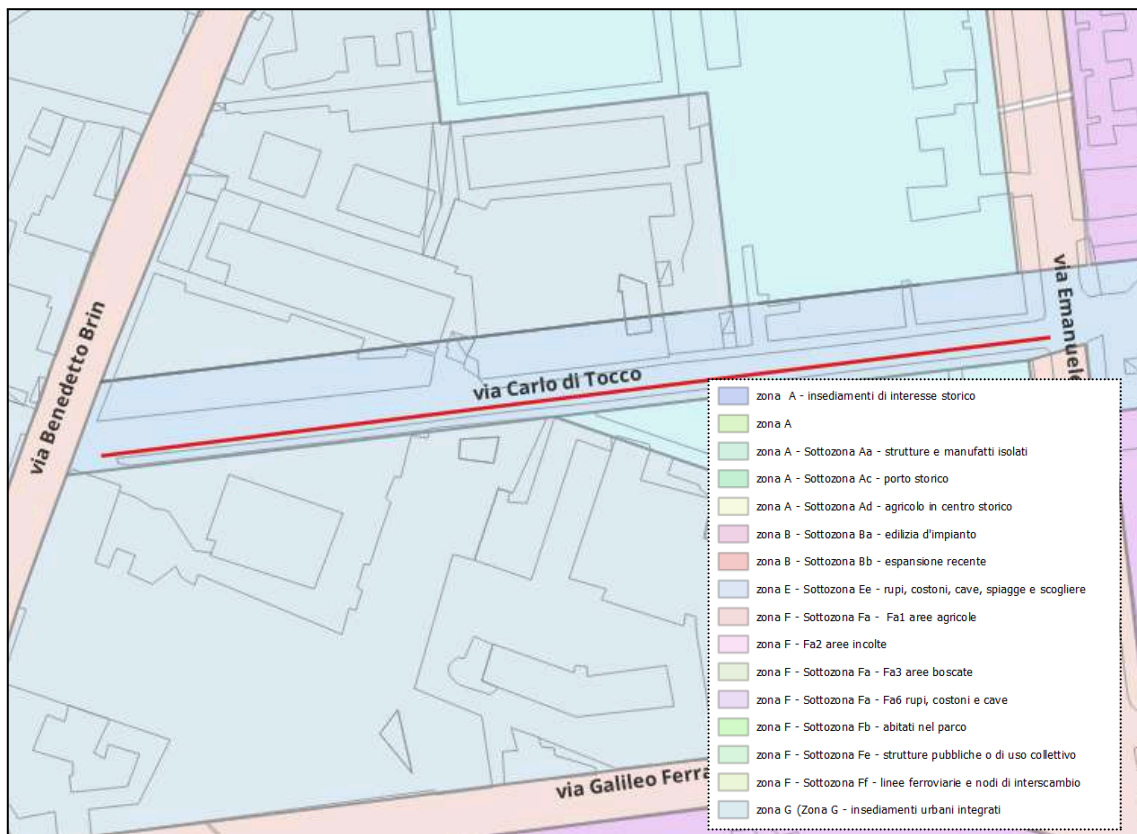 via Benedetto Brin
via Carlo di Tocco
via Emanuele
via Galileo Ferra
zona A - insediamenti di interesse storico
zona A
zona A - Sottozona Aa - strutture e manufatti isolati
zona A - Sottozona Ac - porto storico
zona A - Sottozona Ad - agricolo in centro storico
zona B - Sottozona Ba - edilizia d'impianto
zona B - Sottozona Bb - espansione recente
zona E - Sottozona Ee - rupi, costoni, cave, spiagge e scogliere
zona F - Sottozona Fa - Fa1 aree agricole
zona F - Fa2 aree incolte
zona F - Sottozona Fa - Fa3 aree boscate
zona F - Sottozona Fa - Fa6 rupi, costoni e cave
zona F - Sottozona Fb - abitati nel parco
zona F - Sottozona Fe - strutture pubbliche o di uso collettivo
zona F - Sottozona Ff - linee ferroviarie e nodi di interscambio
zona G (Zona G - insediamenti urbani integrati